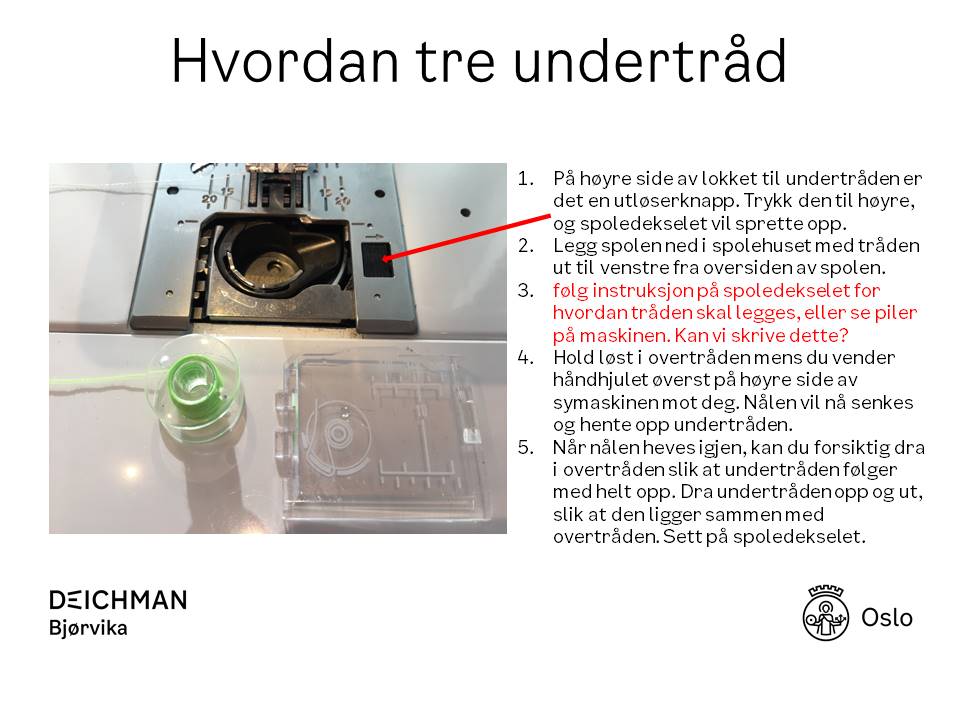 Hvordan tre undertråd
20 15
15 20
1. På høyre side av lokket til undertråden er
det en utløserknapp. Trykk den til høyre,
og spoledekselet vil sprette opp.
2. Legg spolen ned i spolehuset med tråden
ut til venstre fra oversiden av spolen.
3. følg instruksjon på spoledekselet for
hvordan tråden skal legges, eller se piler
på maskinen. Kan vi skrive dette?
4. Hold løst i overtråden mens du vender
håndhjulet øverst på høyre side av
symaskinen mot deg. Nålen vil nå senkes
og hente opp undertråden.
5. Når nålen heves igjen, kan du forsiktig dra
i overtråden slik at undertråden følger
med helt opp. Dra undertråden opp og ut,
slik at den ligger sammen med
overtråden. Sett på spoledekselet.
DEICHMAN
Bjørvika
Oslo